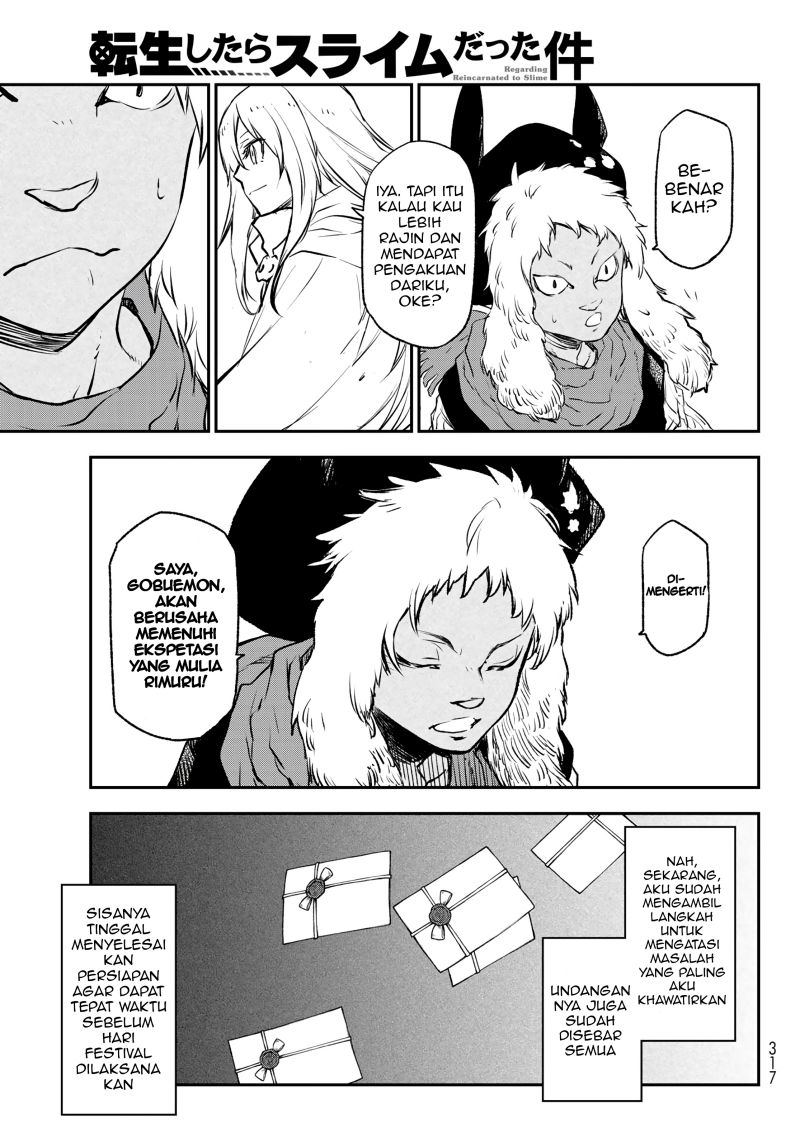 転生したらスライムだった件
Regarding
Reincarnated to Slime
BE-
BENAR
KAH?
IYA. TAPI ITU
KALAU KAU
LEBIH
RAJIN DAN
MENDAPAT
PENGAKUAN
DARIKU,
OKE?
DI-
MENGERTI!
SAYA,
GOBUEMON,
AKAN
BERUSAHA
MEMENUHI
EKSPETASI
YANG MULIA
RIMURU!
NAH,
SEKARANG,
AKU SUDAH
MENGAMBIL
LANGKAH
UNTUK
MENGATASI
MASALAH
YANG PALING
AKU
KHAWATIRKAN
UNDANGAN
NYA JUGA
SUDAH
DISEBAR
SEMUA
SISANYA
TINGGAL
MENYELESAI
KAN
PERSIAPAN
AGAR DAPAT
TEPAT WAKTU
SEBELUM
HARI
FESTIVAL
DILAKSANA
KAN
317